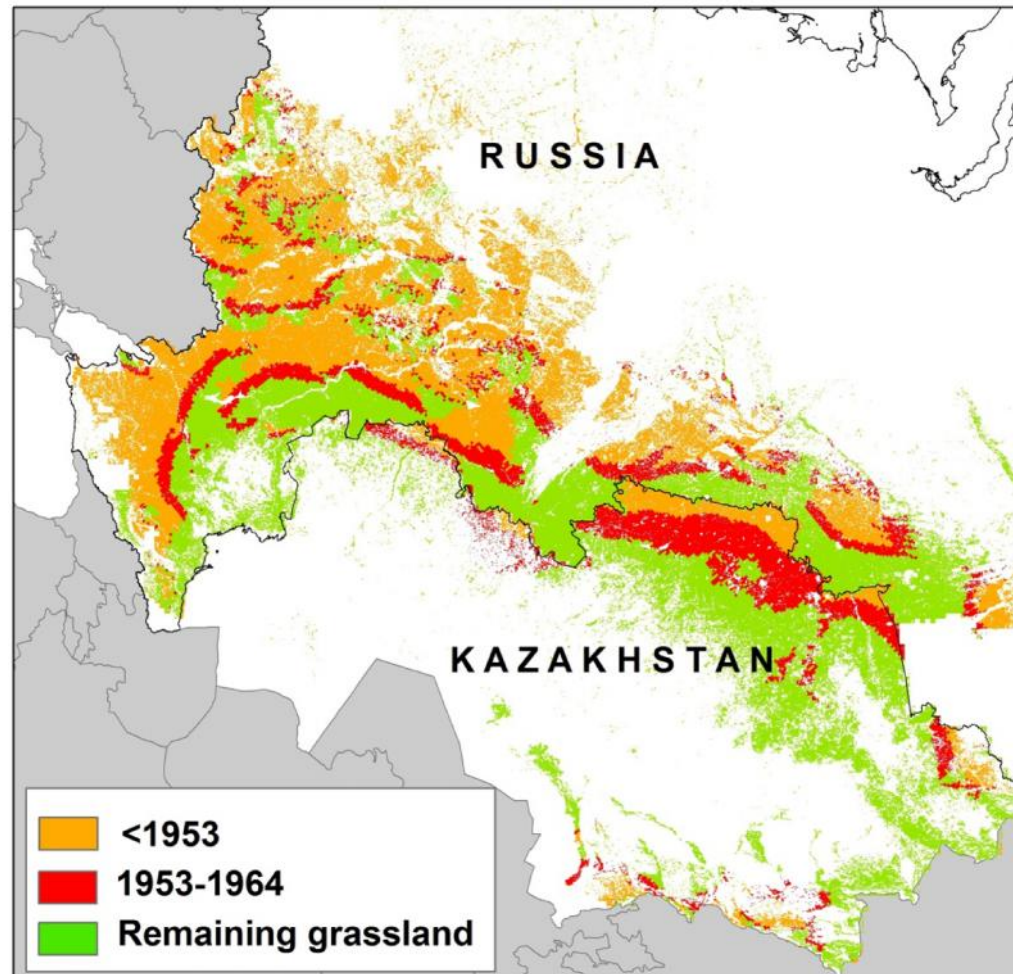 RUSSIA
KAZAKHSTAN
<1953
1953-1964
Remaining grassland